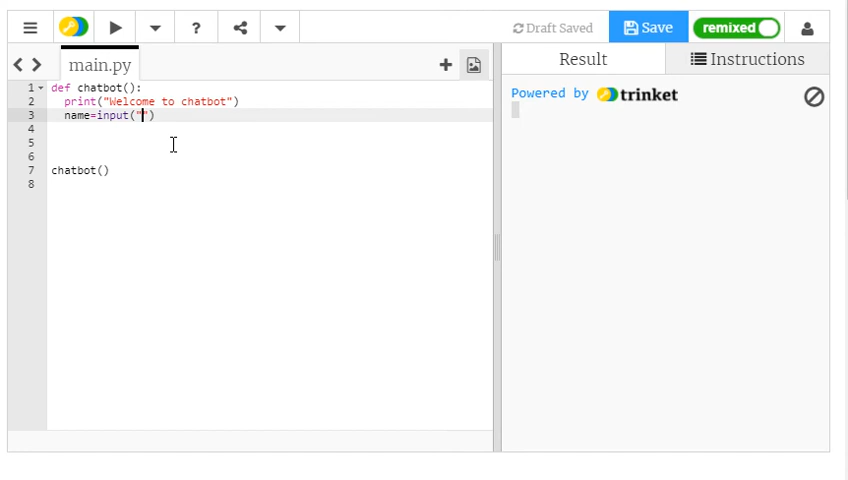 Draft Saved
Save
remixed
main.py
Result
Instructions
1 def chatbot():
2 print("Welcome to chatbot")
3 name=input("")
4
5
6
7 chatbot()
8
Powered by trinket